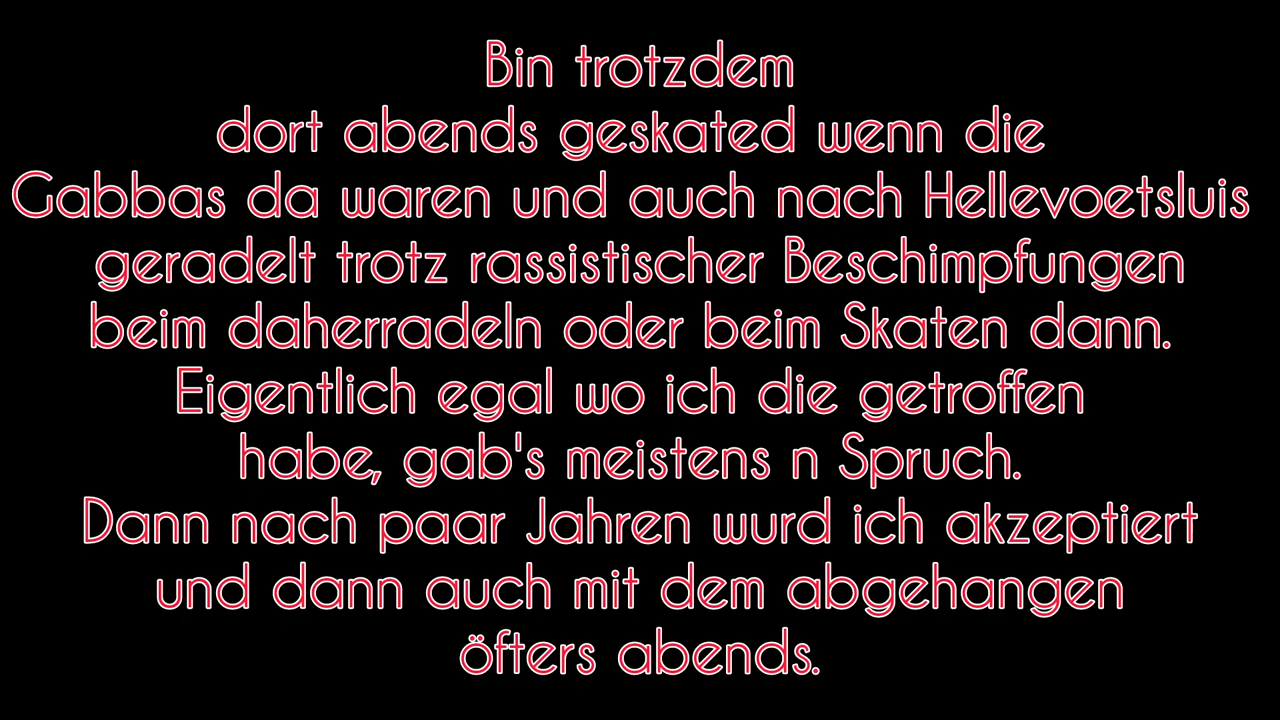 Bin trotzdem
dort abends geskated wenn die
Gabbas da waren und auch nach Hellevoetsluis
geradelt trotz rassistischer Beschimpfungen
beim daherradeln oder beim Skaten dann.
Eigentlich egal wo ich die getroffen
habe, gab's meistens n Spruch.
Dann nach paar Jahren wurd ich akzeptiert
und dann auch mit dem abgehangen
öfters abends.